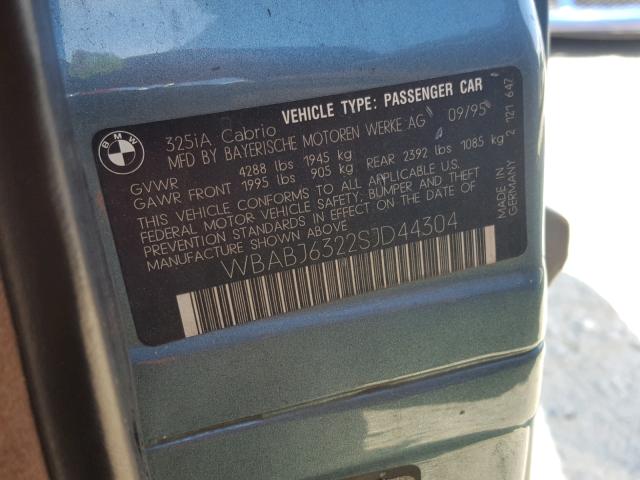 BMW
325iA, Cabrio VEHICLE TYPE: PASSENGER CAR
MFD BY BAYERISCHE MOTOREN WERKE AG 09/95
GVWR 4288 lbs 1945 kg
GAWR FRONT 1995 lbs 905 kg REAR 2392 lbs 1085 kg
THIS VEHICLE CONFORMS TO ALL APPLICABLE U.S.
FEDERAL MOTOR VEHICLE SAFETY, BUMPER AND THEFT
PREVENTION STANDARDS IN EFFECT ON THE DATE OF
MANUFACTURE SHOWN ABOVE
WBABJ6322SJD44304
MADE IN
GERMANY
2 121 647